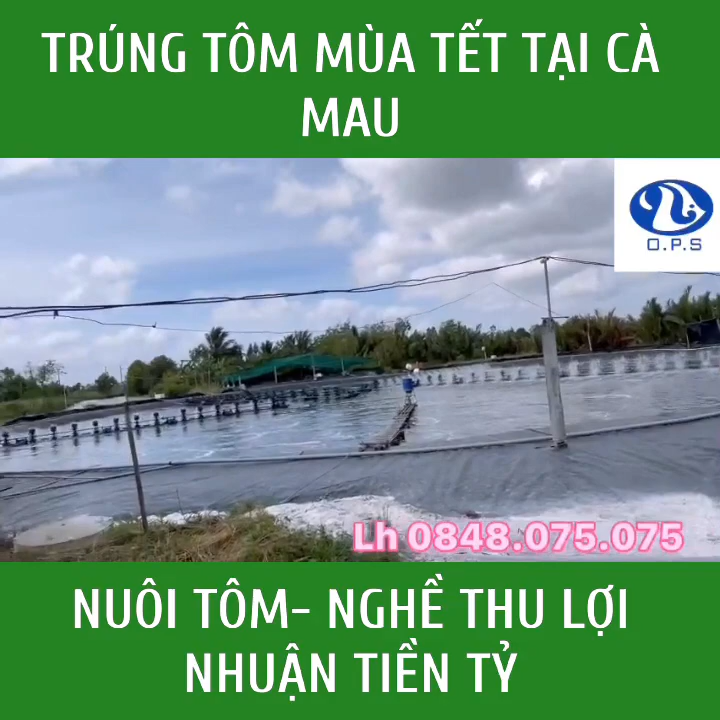 TRÚNG TÔM MÙA TẾT TẠI CÀ
MAU
O.P.S
Lh 0848.075.075
NUÔI TÔM- NGHỀ THU LỢI
NHUẬN TIỀN TỶ